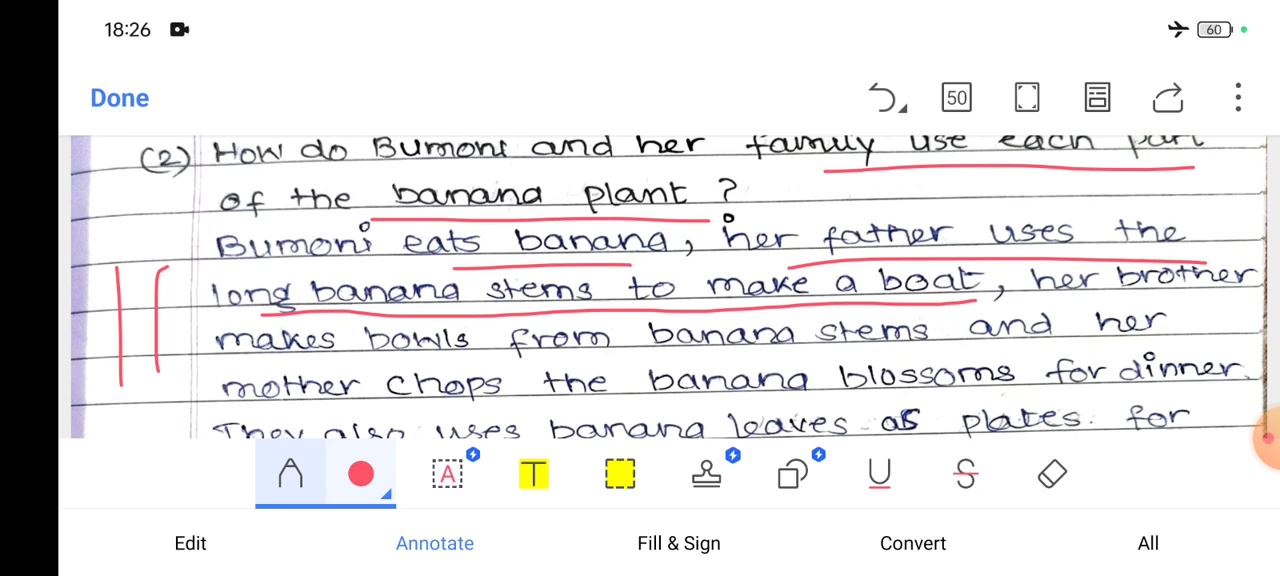 18:26
60
Done
50
(2) How do Bumoni and her family use each part
of the banana plant?
Bumoni eats banana, her father uses the
long banana stems to make a boat, her brother
makes bowls from banana stems and her
mother chops the banana blossoms for dinner.
They also uses banana leaves as plates for
A
T
U
S
Edit
Annotate
Fill & Sign
Convert
All